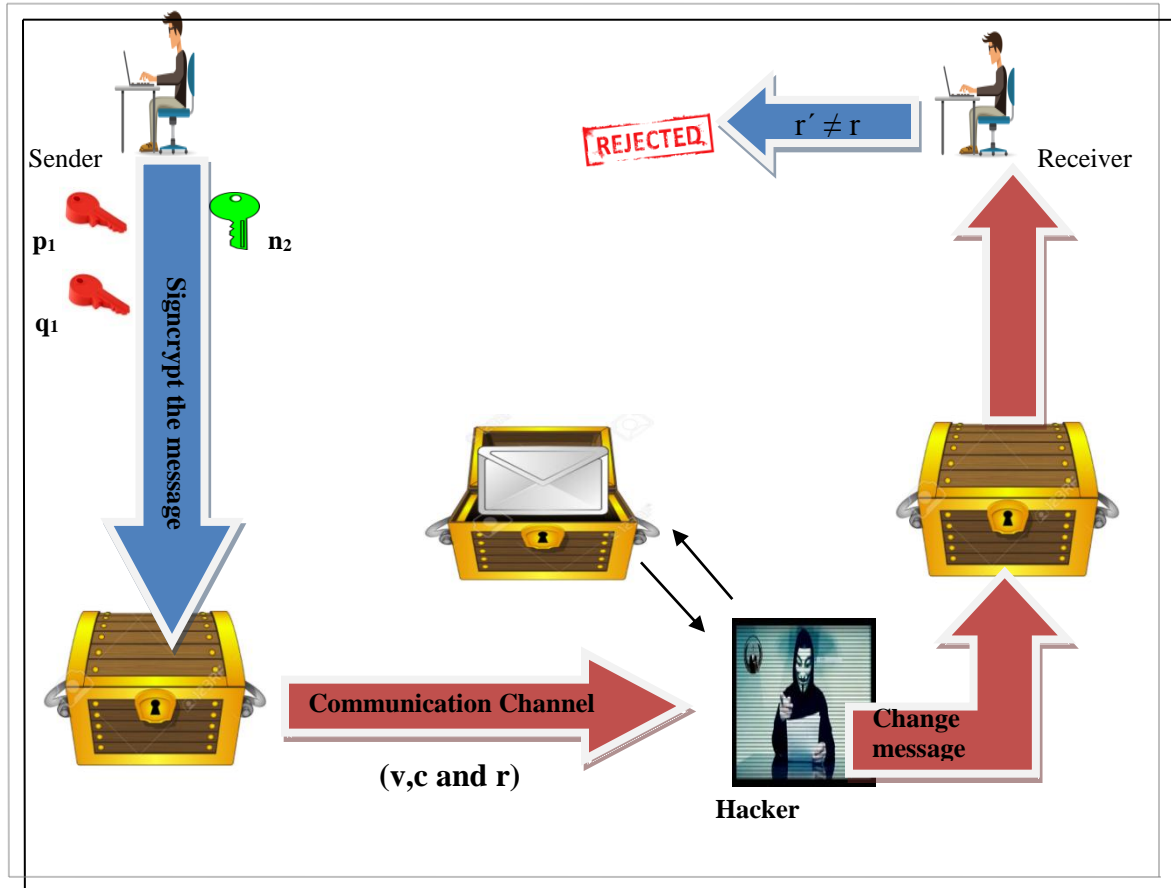 Sender
p₁
n₂
q₁
Signcrypt the message
REJECTED
r´ ≠ r
Receiver
Communication Channel
(v,c and r)
Change
message
Hacker